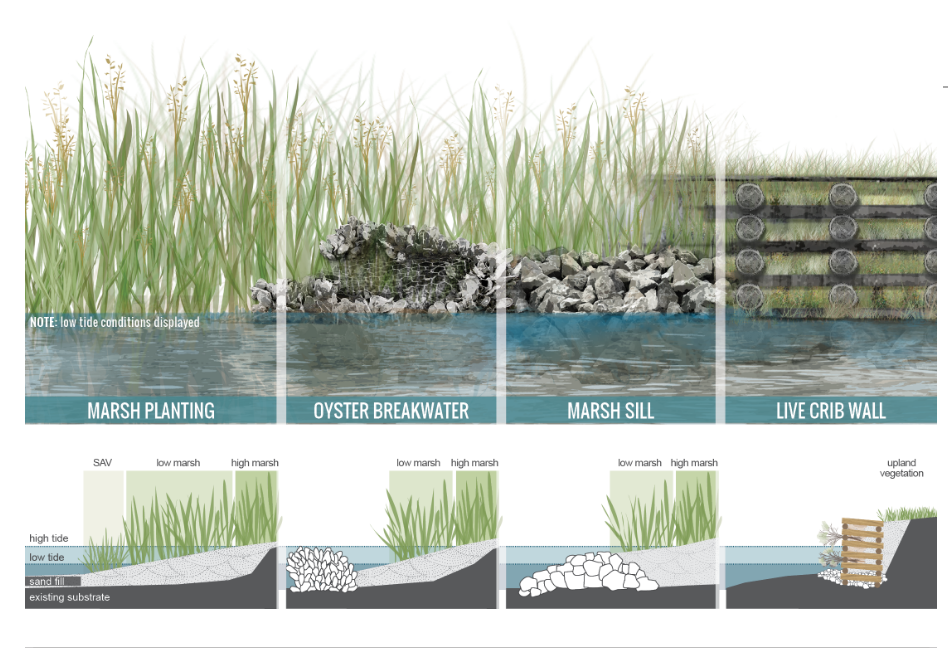 NOTE: low tide conditions displayed
MARSH PLANTING
OYSTER BREAKWATER
MARSH SILL
LIVE CRIB WALL
SAV
low marsh
high marsh
low marsh
high marsh
low marsh
high marsh
upland
vegetation
high tide
low tide
sand fill
existing substrate